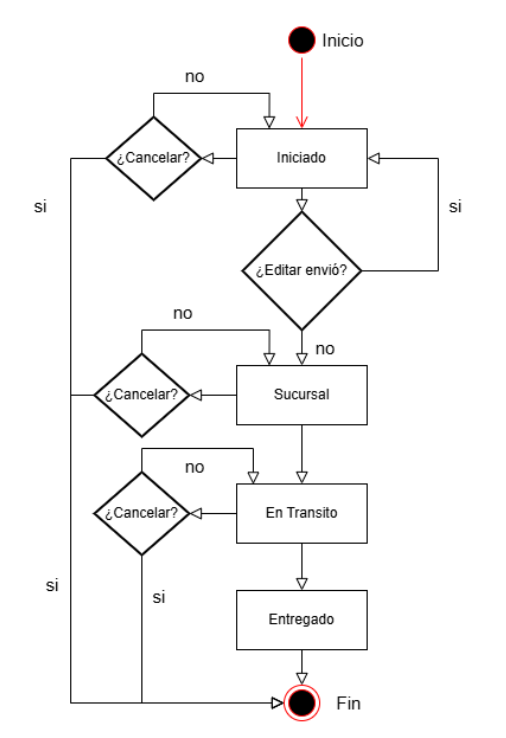 Inicio
no
¿Cancelar?
Iniciado
si
si
¿Editar envió?
no
no
¿Cancelar?
Sucursal
no
¿Cancelar?
En Transito
si
si
Entregado
Fin